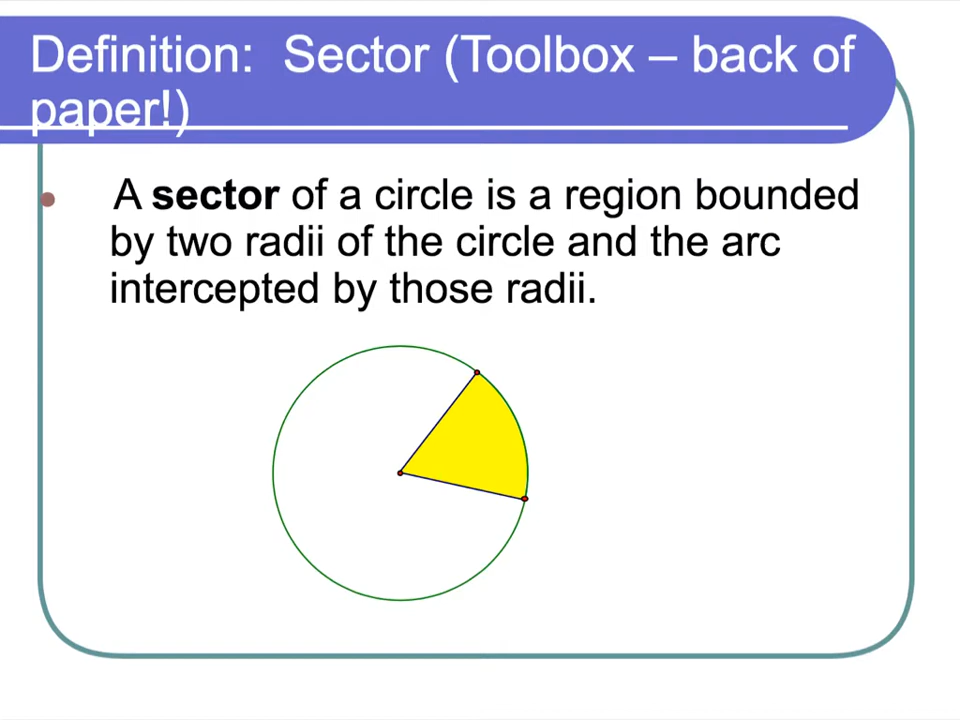 Definition:  Sector (Toolbox – back of
paper!)
A sector of a circle is a region bounded
by two radii of the circle and the arc
intercepted by those radii.